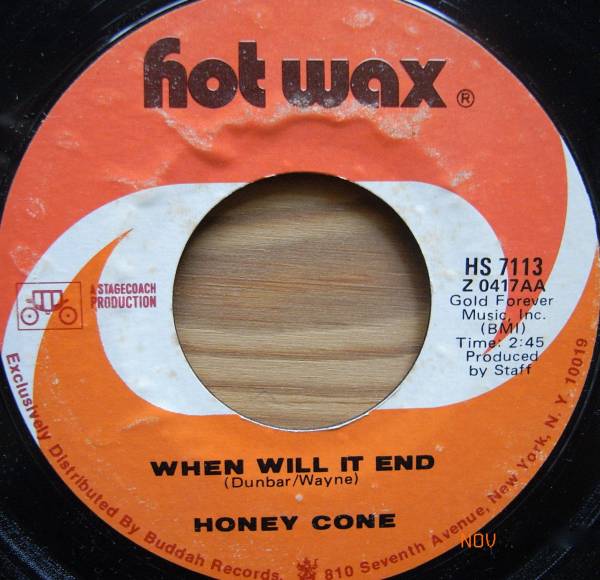 hot wax ®
HS 7113
Z 0417AA
Gold Forever
Music, Inc.
(BMI)
Time: 2:45
Produced
by Staff
A STAGECOACH
PRODUCTION
WHEN WILL IT END
(Dunbar/Wayne)
HONEY CONE
Exclusively Distributed By Buddah Records, 810 Seventh Avenue, New York, N. Y. 10019
NOV